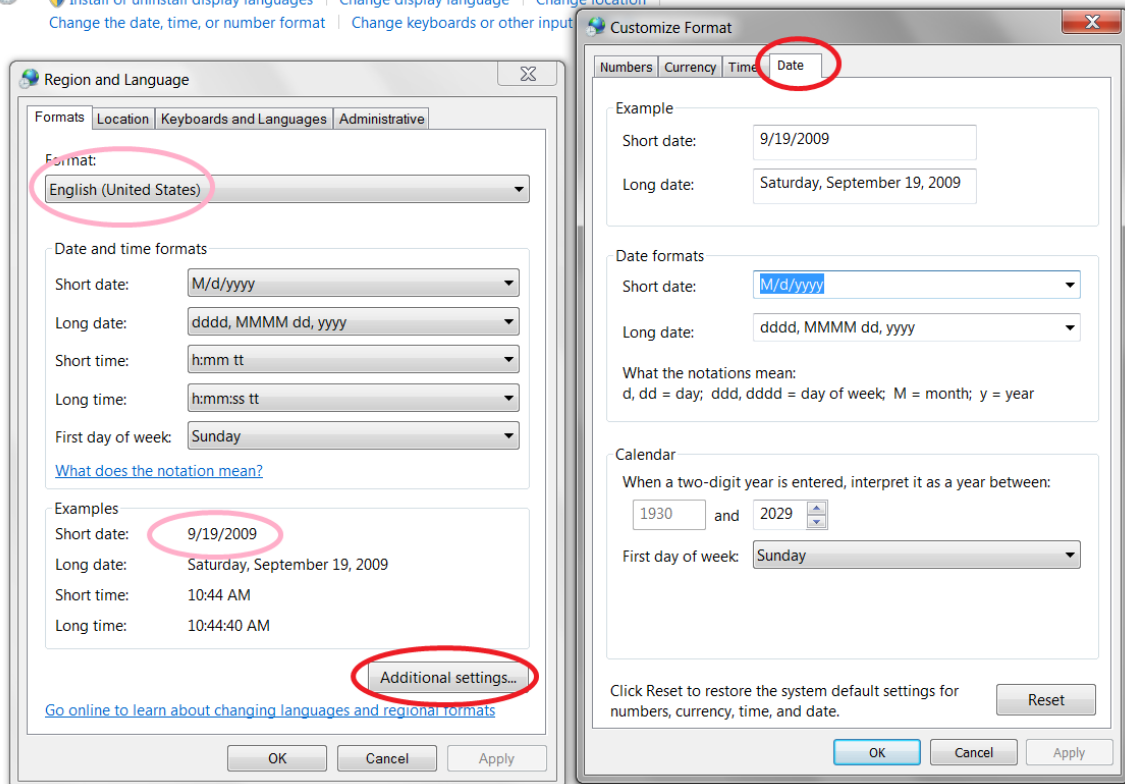 Install or uninstall display languages Change display language Change location
Change the date, time, or number format Change keyboards or other input
Region and Language
Formats Location Keyboards and Languages Administrative
Format:
English (United States)
Date and time formats
Short date: M/d/yyyy
Long date: dddd, MMMM dd, yyyy
Short time: h:mm tt
Long time: h:mm:ss tt
First day of week: Sunday
What does the notation mean?
Examples
Short date: 9/19/2009
Long date: Saturday, September 19, 2009
Short time: 10:44 AM
Long time: 10:44:40 AM
Additional settings...
Go online to learn about changing languages and regional formats
OK Cancel Apply
Customize Format
Numbers Currency Time Date
Example
Short date: 9/19/2009
Long date: Saturday, September 19, 2009
Date formats
Short date: M/d/yyyy
Long date: dddd, MMMM dd, yyyy
What the notations mean:
d, dd = day; ddd, dddd = day of week; M = month; y = year
Calendar
When a two-digit year is entered, interpret it as a year between:
1930 and 2029
First day of week: Sunday
Click Reset to restore the system default settings for
numbers, currency, time, and date.
Reset
OK Cancel Apply